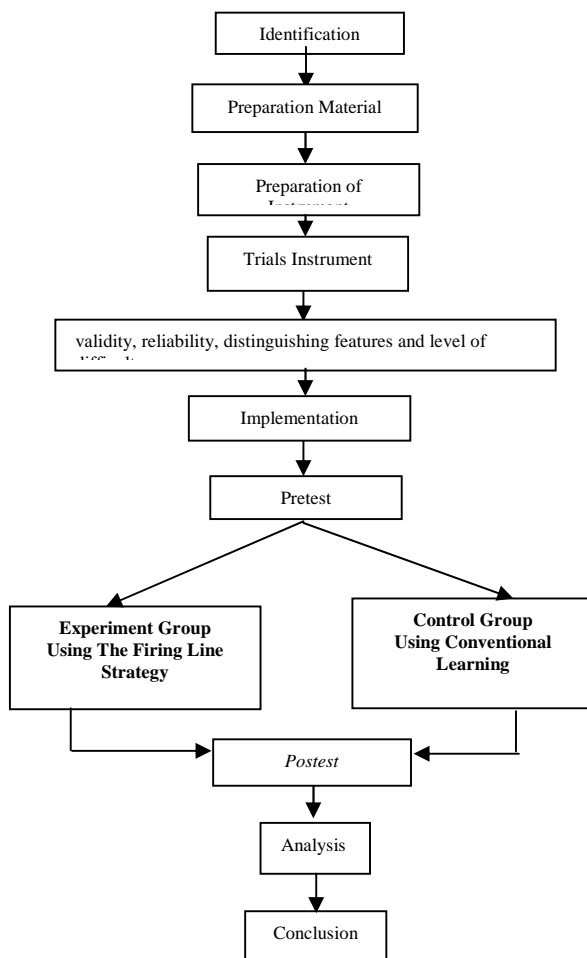 Identification
Preparation Material
Preparation of
Trials Instrument
validity, reliability, distinguishing features and level of
Implementation
Pretest
Experiment Group
Using The Firing Line
Strategy
Control Group
Using Conventional
Learning
Postest
Analysis
Conclusion